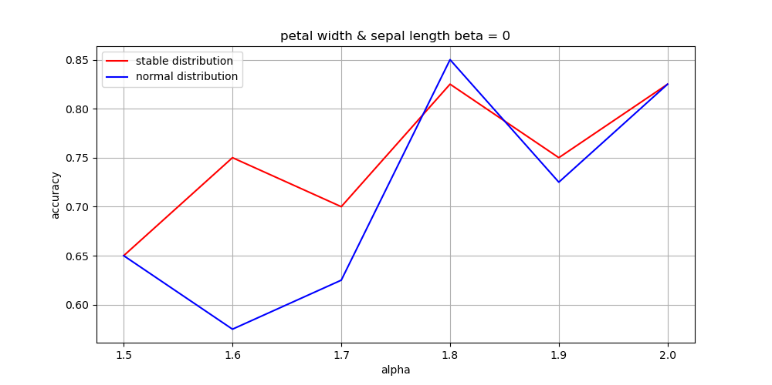 petal width & sepal length beta = 0
stable distribution
normal distribution
0.85
0.80
0.75
0.70
0.65
0.60
accuracy
1.5 1.6 1.7 1.8 1.9 2.0
alpha